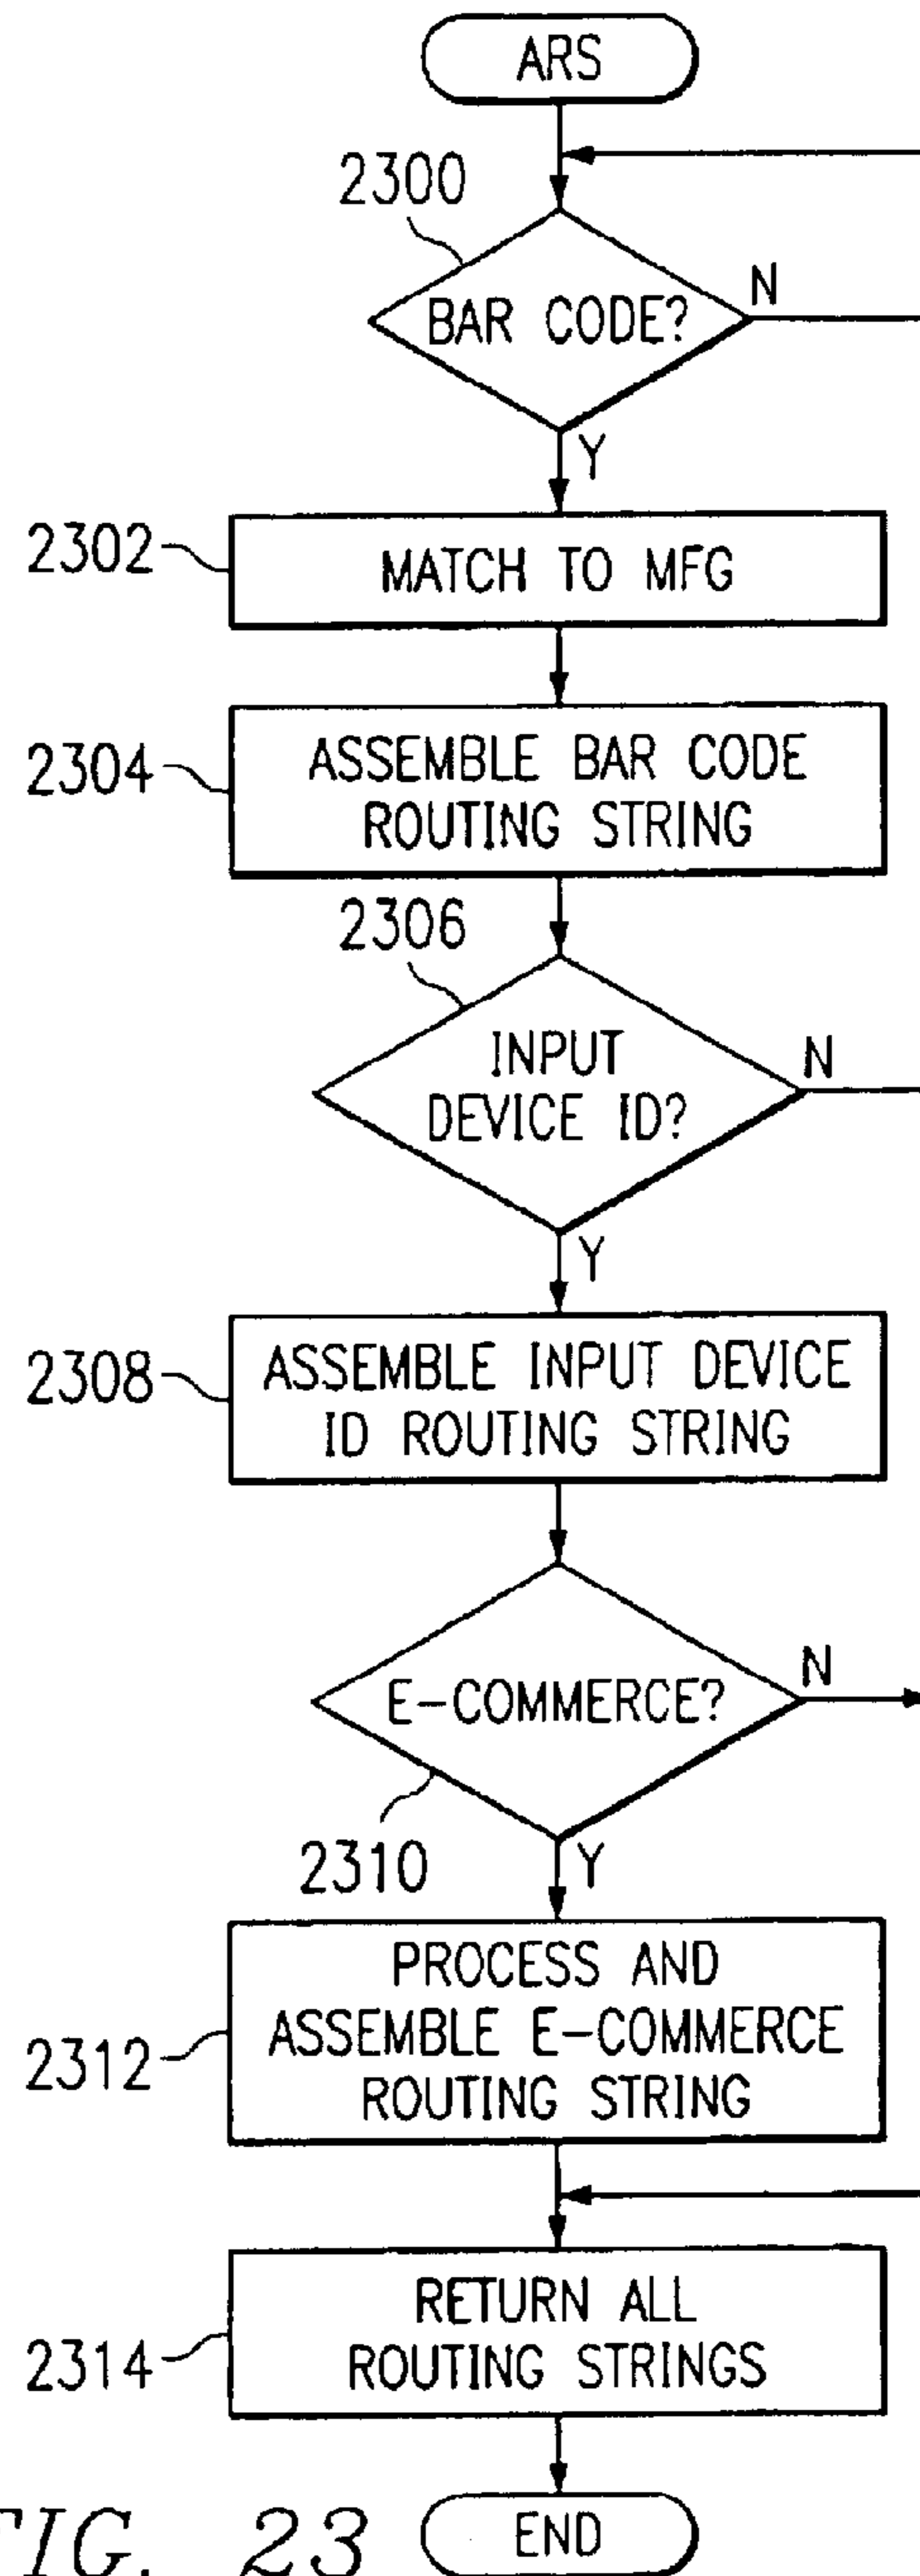 ARS
2300
BAR CODE?
N
Y
2302
MATCH TO MFG
2304
ASSEMBLE BAR CODE
ROUTING STRING
2306
INPUT
DEVICE ID?
N
Y
2308
ASSEMBLE INPUT DEVICE
ID ROUTING STRING
E-COMMERCE?
N
2310
Y
PROCESS AND
ASSEMBLE E-COMMERCE
ROUTING STRING
2312
RETURN ALL
ROUTING STRINGS
2314
FIG. 23
END